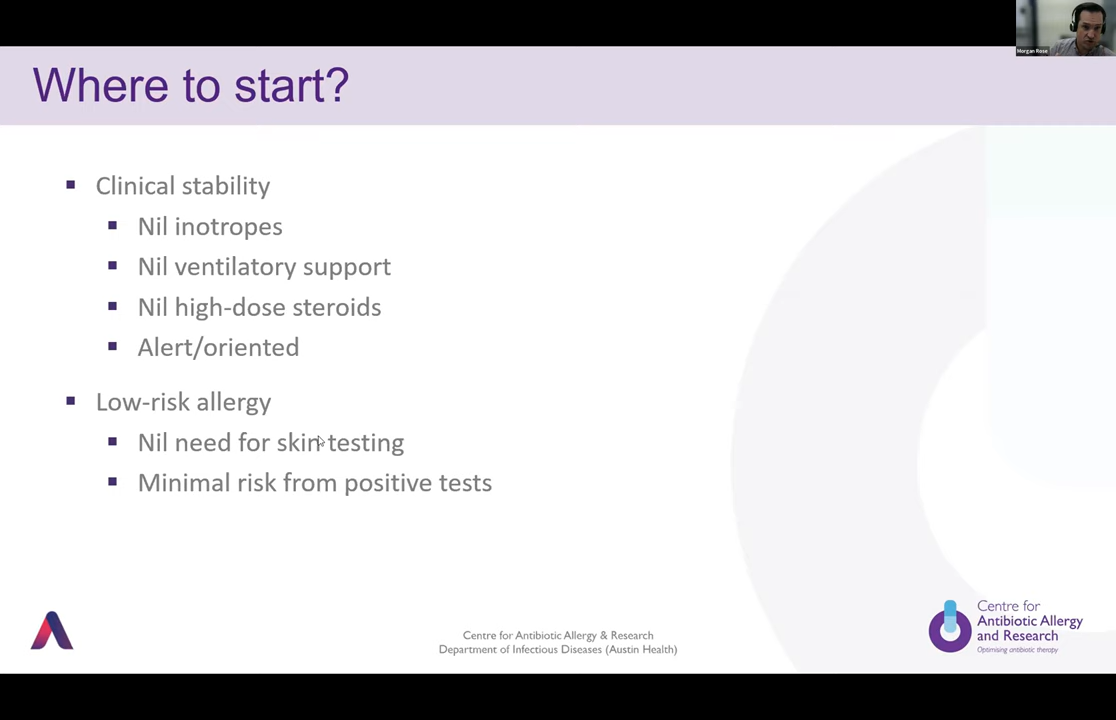 Morgan Rose
Where to start?
Clinical stability
Nil inotropes
Nil ventilatory support
Nil high-dose steroids
Alert/oriented
Low-risk allergy
Nil need for skin testing
Minimal risk from positive tests
Centre for Antibiotic Allergy & Research
Department of Infectious Diseases (Austin Health)
Centre for
Antibiotic Allergy
and Research
Optimising antibiotic therapy